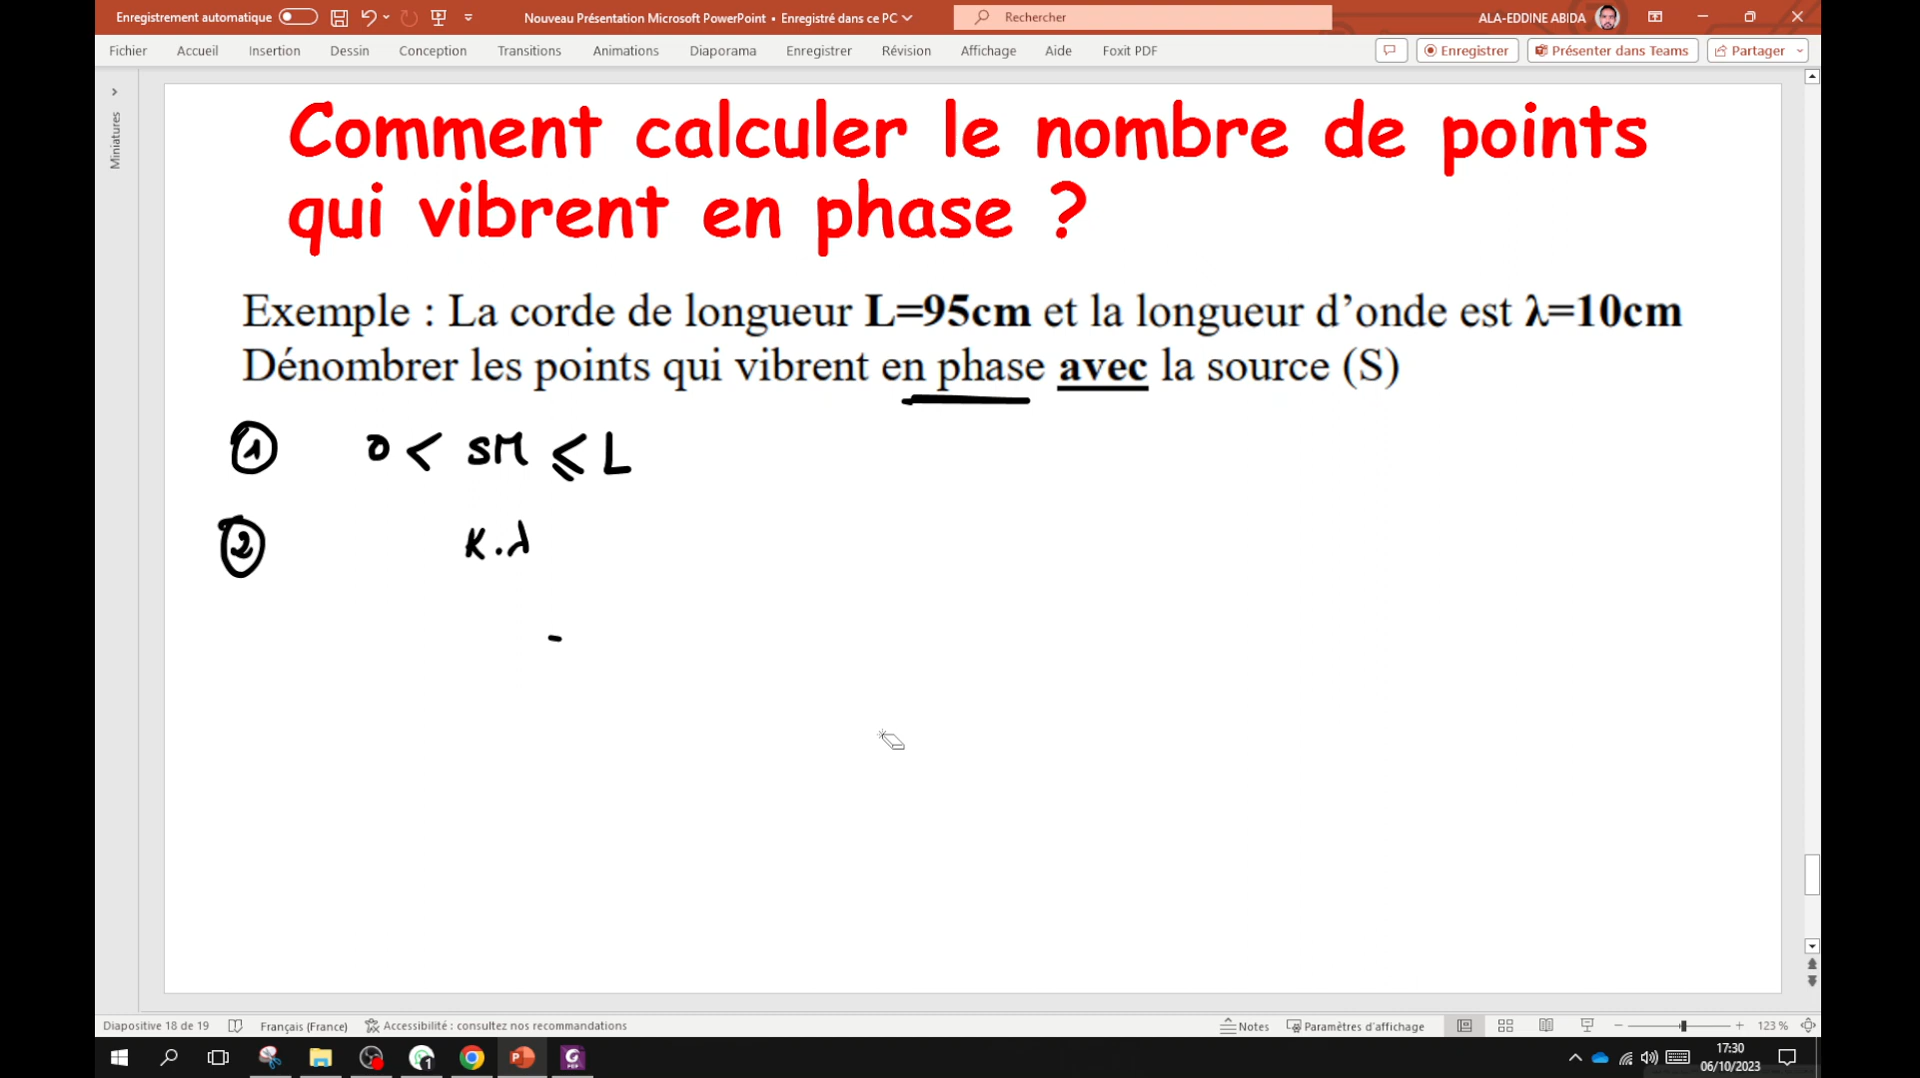 Enregistrement automatique
Nouveau Présentation Microsoft PowerPoint • Enregistré dans ce PC
Rechercher
ALA-EDDINE ABIDA
Fichier Accueil Insertion Dessin Conception Transitions Animations Diaporama Enregistrer Révision Affichage Aide Foxit PDF
Enregistrer Présenter dans Teams Partager
Miniatures
Comment calculer le nombre de points
qui vibrent en phase ?
Exemple : La corde de longueur L=95cm et la longueur d’onde est λ=10cm
Dénombrer les points qui vibrent en phase avec la source (S)
1 0 < SM ⩽ L
2 K.λ
-
Diapositive 18 de 19 Français (France) Accessibilité : consultez nos recommandations Notes Paramètres d'affichage 123 %
17:30
06/10/2023